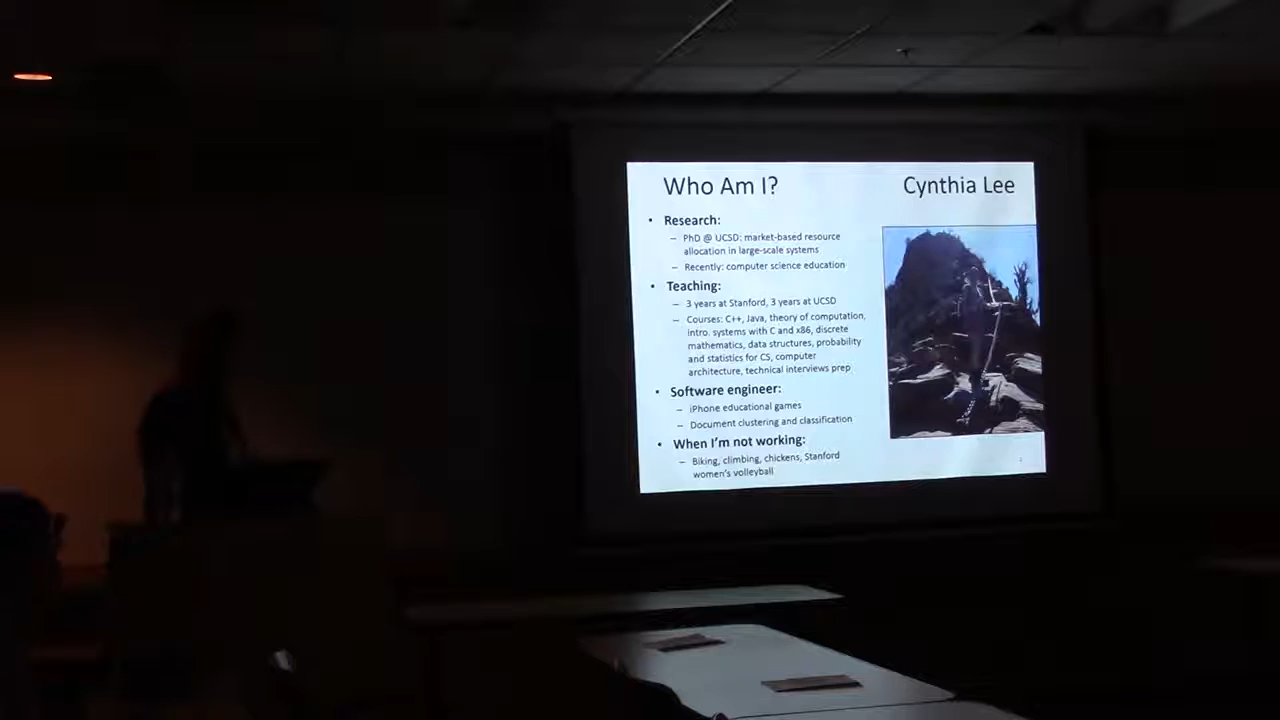 Who Am I?
Cynthia Lee
• Research:
– PhD @ UCSD: market-based resource
allocation in large-scale systems
– Recently: computer science education
• Teaching:
– 3 years at Stanford, 3 years at UCSD
– Courses: C++, Java, theory of computation,
intro. systems with C and x86, discrete
mathematics, data structures, probability
and statistics for CS, computer
architecture, technical interviews prep
• Software engineer:
– iPhone educational games
– Document clustering and classification
• When I'm not working:
– Biking, climbing, chickens, Stanford
women's volleyball